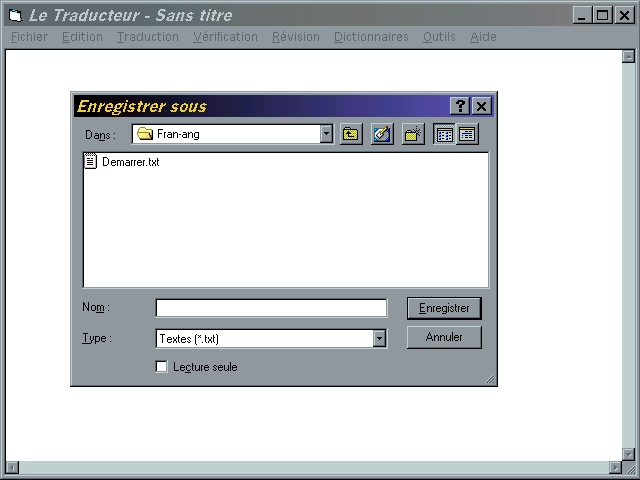 Le Traducteur - Sans titre
Fichier Edition Traduction Vérification Révision Dictionnaires Outils Aide
Enregistrer sous
Dans : Fran-ang
Demarrer.txt
Nom : Enregistrer
Type : Textes (*.txt) Annuler
Lecture seule